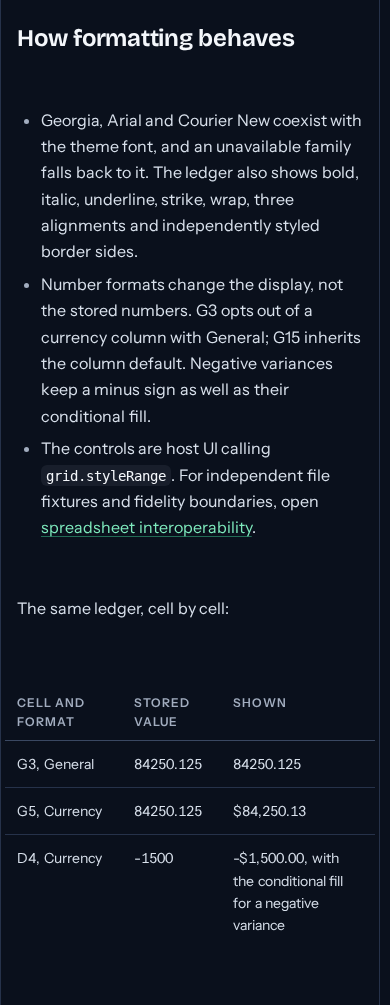 How formatting behaves
Georgia, Arial and Courier New coexist with
the theme font, and an unavailable family
falls back to it. The ledger also shows bold,
italic, underline, strike, wrap, three
alignments and independently styled
border sides.
Number formats change the display, not
the stored numbers. G3 opts out of a
currency column with General; G15 inherits
the column default. Negative variances
keep a minus sign as well as their
conditional fill.
The controls are host UI calling
grid.styleRange. For independent file
fixtures and fidelity boundaries, open
spreadsheet interoperability.
The same ledger, cell by cell:
CELL AND FORMAT STORED VALUE SHOWN
G3, General 84250.125 84250.125
G5, Currency 84250.125 $84,250.13
D4, Currency -1500 -$1,500.00, with
the conditional fill
for a negative
variance